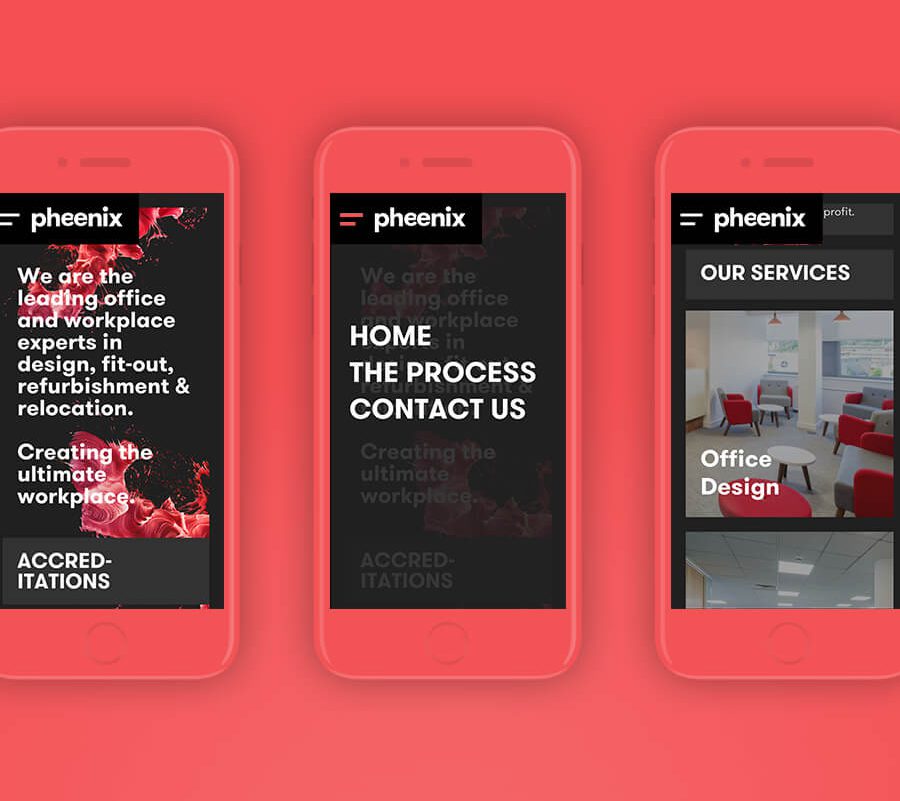 pheenix
We are the
leading office
and workplace
experts in
design, fit-out,
refurbishment &
relocation.
Creating the
ultimate
workplace.
ACCRED-
ITATIONS
pheenix
We are the
leading office
and workplace
experts in
design, fit-out,
refurbishment &
HOME
THE PROCESS
CONTACT US
Creating the
ultimate
workplace.
ACCRED-
ITATIONS
pheenix
profit.
OUR SERVICES
Office
Design